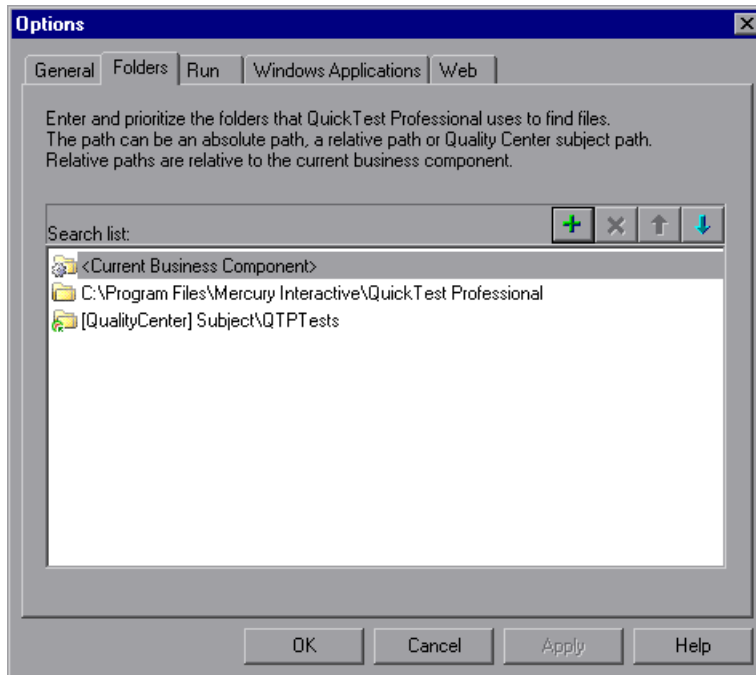 Options
General
Folders
Run
Windows Applications
Web
Enter and prioritize the folders that QuickTest Professional uses to find files.
The path can be an absolute path, a relative path or Quality Center subject path.
Relative paths are relative to the current business component.
Search list:
<Current Business Component>
C:\Program Files\Mercury Interactive\QuickTest Professional
[QualityCenter] Subject\QTPTests
OK
Cancel
Apply
Help